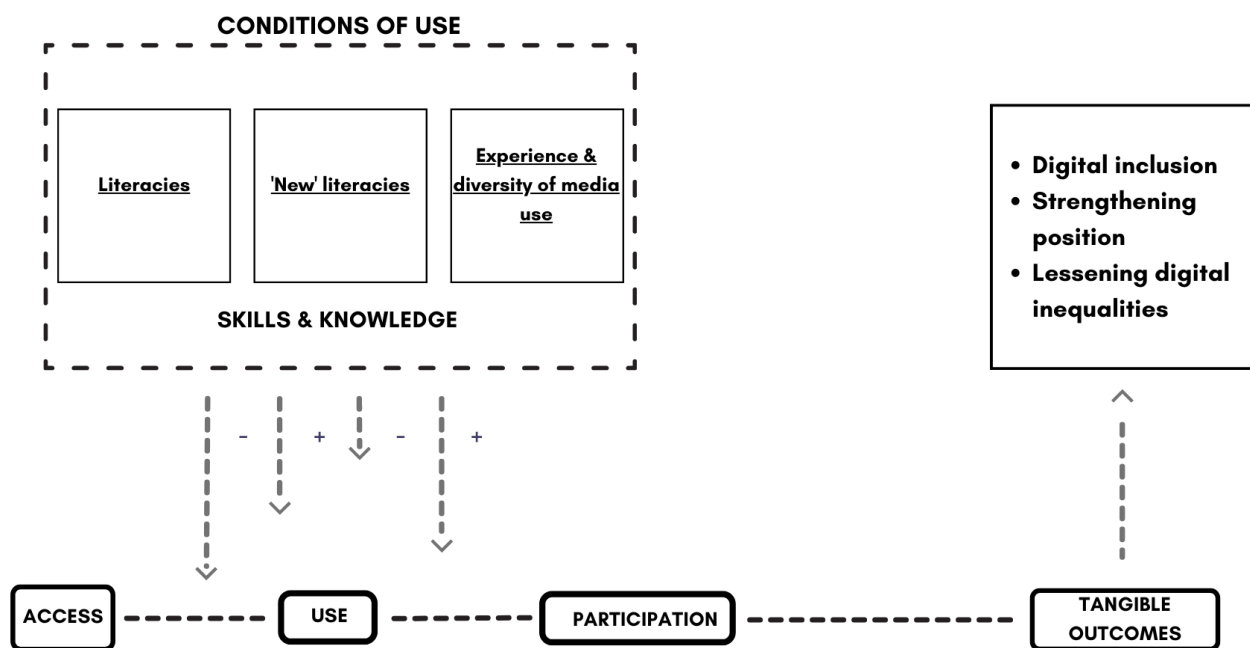 CONDITIONS OF USE
Literacies
'New' literacies
Experience &
diversity of media
use
SKILLS & KNOWLEDGE
• Digital inclusion
• Strengthening
position
• Lessening digital
inequalities
- + - +
ACCESS
USE
PARTICIPATION
TANGIBLE
OUTCOMES